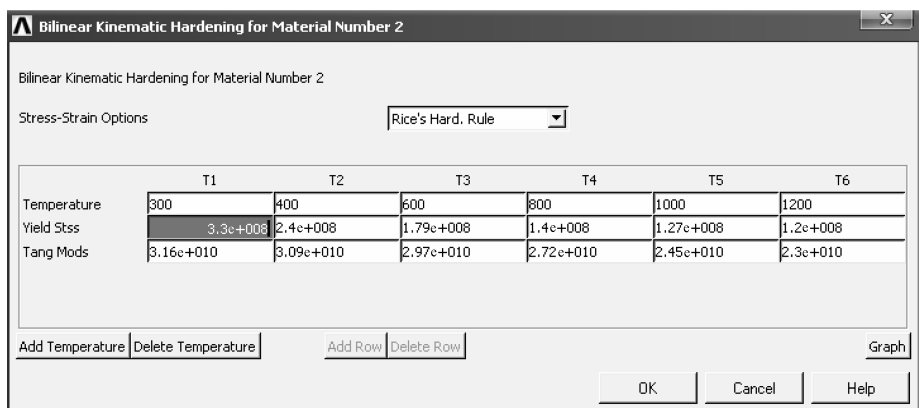 Bilinear Kinematic Hardening for Material Number 2
x
Bilinear Kinematic Hardening for Material Number 2
Stress-Strain Options Rice's Hard. Rule
T1 T2 T3 T4 T5 T6
Temperature 300 400 600 800 1000 1200
Yield Stss 3.3e+008 2.4e+008 1.79e+008 1.4e+008 1.27e+008 1.2e+008
Tang Mods 3.16e+010 3.09e+010 2.97e+010 2.72e+010 2.45e+010 2.3e+010
Add Temperature Delete Temperature Add Row Delete Row Graph
OK Cancel Help